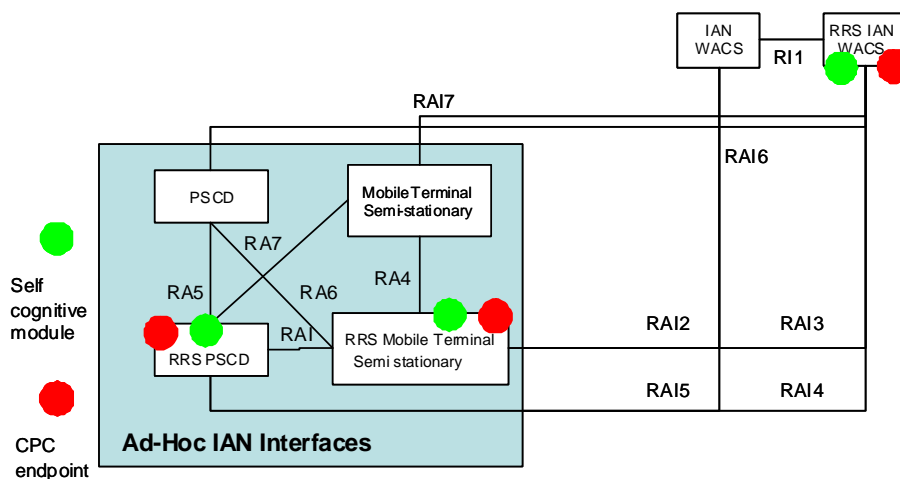 IAN
WACS
RRS IAN
WACS
RI1
RAI7
RAI6
PSCD
Mobile Terminal
Semi-stationary
RA7
RA4
RA5
RA6
RAI
RRS PSCD
RRS Mobile Terminal
Semi stationary
RAI2
RAI3
RAI5
RAI4
Ad-Hoc IAN Interfaces
Self
cognitive
module
CPC
endpoint